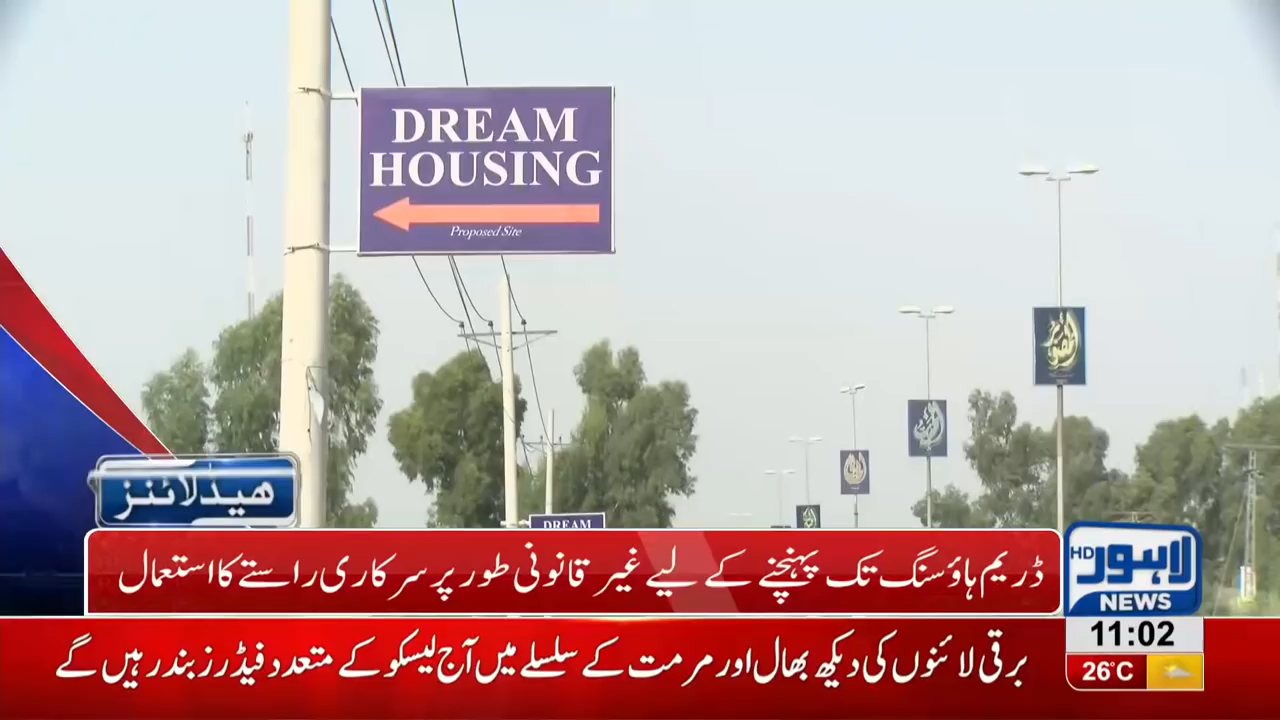 DREAM
HOUSING
Proposed Site
DREAM
ہیڈلائنز
ڈریم ہاؤسنگ تک پہنچنے کے لیے غیر قانونی طور پر سرکاری راستے کا استعمال
لاہور
HD
NEWS
11:02
26°C
برقی لائنوں کی دیکھ بھال اور مرمت کے سلسلے میں آج لیسکو کے متعدد فیڈرز بند رہیں گے